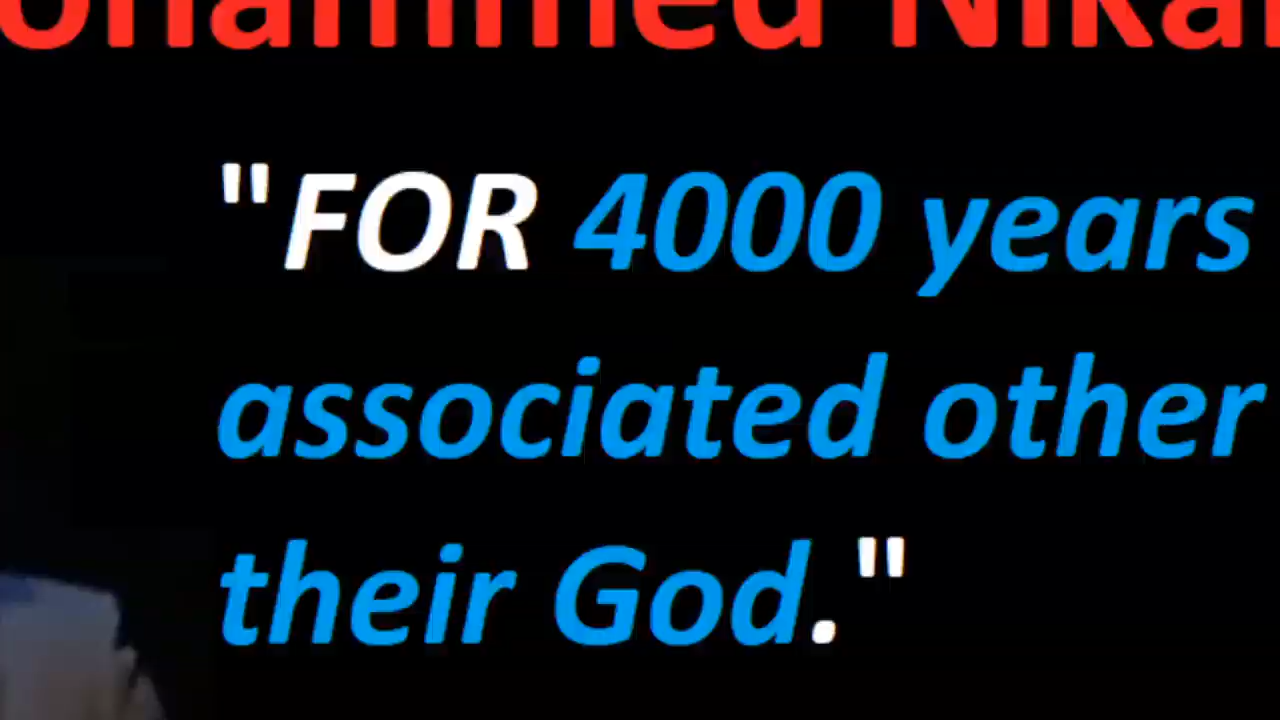 ohammed Nika
"FOR 4000 years
associated other
their God."